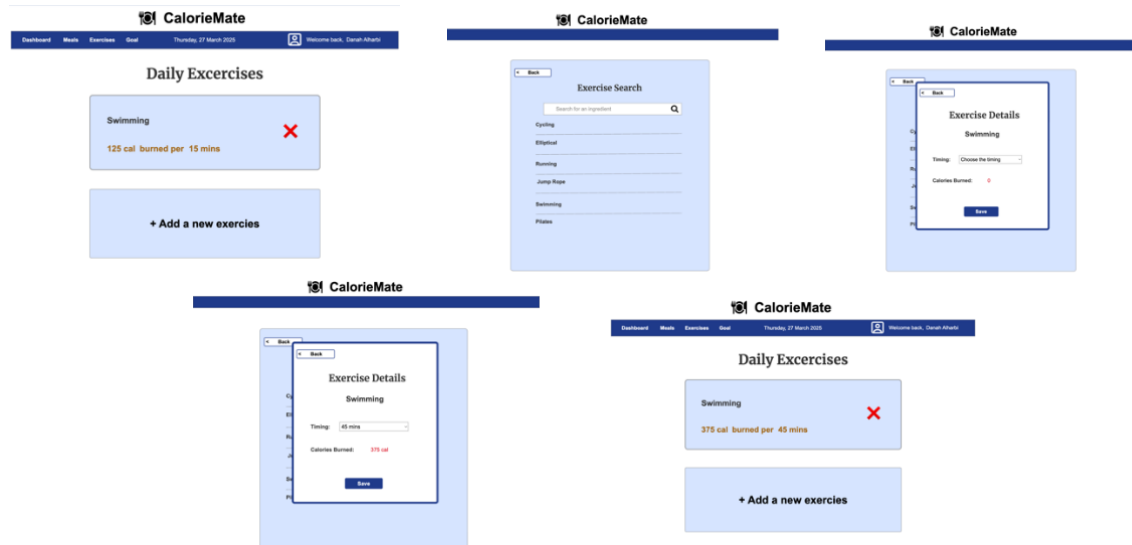 CalorieMate
Dashboard Meals Exercises Goal Thursday, 27 March 2025 Welcome back, Danah Alharbi
Daily Excercises
Swimming
125 cal burned per 15 mins
+ Add a new exercies
CalorieMate
< Back
Exercise Search
Search for an ingredient
Cycling
Elliptical
Running
Jump Rope
Swimming
Pilates
CalorieMate
< Back
< Back
Exercise Details
Swimming
Timing: Choose the timing
Calories Burned: 0
Save
CalorieMate
< Back
< Back
Exercise Details
Swimming
Timing: 45 mins
Calories Burned: 375 cal
Save
CalorieMate
Dashboard Meals Exercises Goal Thursday, 27 March 2025 Welcome back, Danah Alharbi
Daily Excercises
Swimming
375 cal burned per 45 mins
+ Add a new exercies